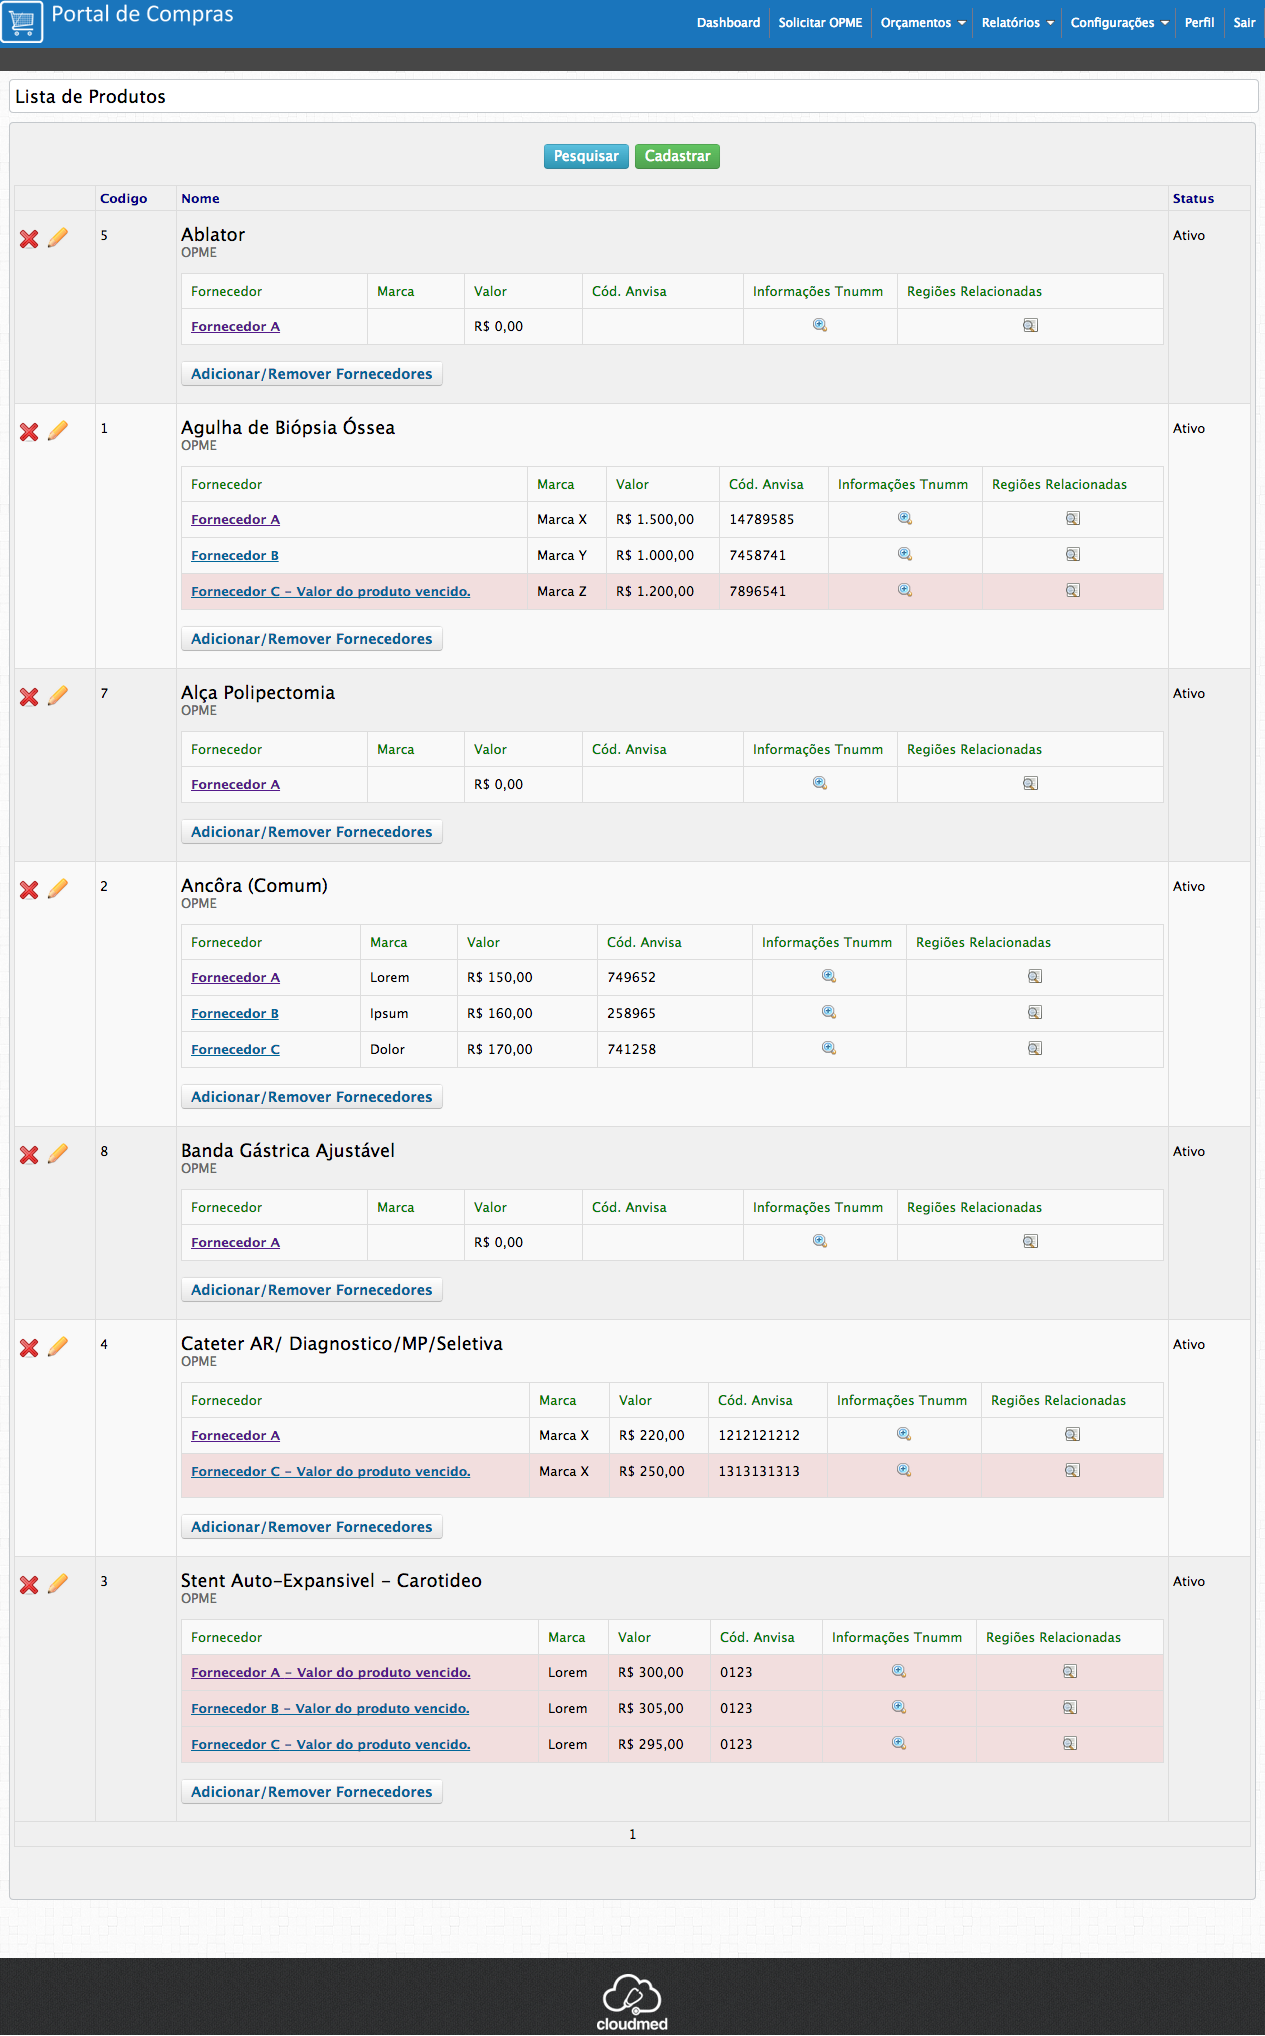 Portal de Compras
Dashboard Solicitar OPME Orçamentos Relatórios Configurações Perfil Sair
Lista de Produtos
Pesquisar Cadastrar
Codigo Nome Status
5 Ablator Ativo
OPME
Fornecedor Marca Valor Cód. Anvisa Informações Tnumm Regiões Relacionadas
Fornecedor A R$ 0,00
Adicionar/Remover Fornecedores
1 Agulha de Biópsia Óssea Ativo
OPME
Fornecedor Marca Valor Cód. Anvisa Informações Tnumm Regiões Relacionadas
Fornecedor A Marca X R$ 1.500,00 14789585
Fornecedor B Marca Y R$ 1.000,00 7458741
Fornecedor C - Valor do produto vencido. Marca Z R$ 1.200,00 7896541
Adicionar/Remover Fornecedores
7 Alça Polipectomia Ativo
OPME
Fornecedor Marca Valor Cód. Anvisa Informações Tnumm Regiões Relacionadas
Fornecedor A R$ 0,00
Adicionar/Remover Fornecedores
2 Ancôra (Comum) Ativo
OPME
Fornecedor Marca Valor Cód. Anvisa Informações Tnumm Regiões Relacionadas
Fornecedor A Lorem R$ 150,00 749652
Fornecedor B Ipsum R$ 160,00 258965
Fornecedor C Dolor R$ 170,00 741258
Adicionar/Remover Fornecedores
8 Banda Gástrica Ajustável Ativo
OPME
Fornecedor Marca Valor Cód. Anvisa Informações Tnumm Regiões Relacionadas
Fornecedor A R$ 0,00
Adicionar/Remover Fornecedores
4 Cateter AR/ Diagnostico/MP/Seletiva Ativo
OPME
Fornecedor Marca Valor Cód. Anvisa Informações Tnumm Regiões Relacionadas
Fornecedor A Marca X R$ 220,00 1212121212
Fornecedor C - Valor do produto vencido. Marca X R$ 250,00 1313131313
Adicionar/Remover Fornecedores
3 Stent Auto-Expansivel - Carotideo Ativo
OPME
Fornecedor Marca Valor Cód. Anvisa Informações Tnumm Regiões Relacionadas
Fornecedor A - Valor do produto vencido. Lorem R$ 300,00 0123
Fornecedor B - Valor do produto vencido. Lorem R$ 305,00 0123
Fornecedor C - Valor do produto vencido. Lorem R$ 295,00 0123
Adicionar/Remover Fornecedores
1
cloudmed